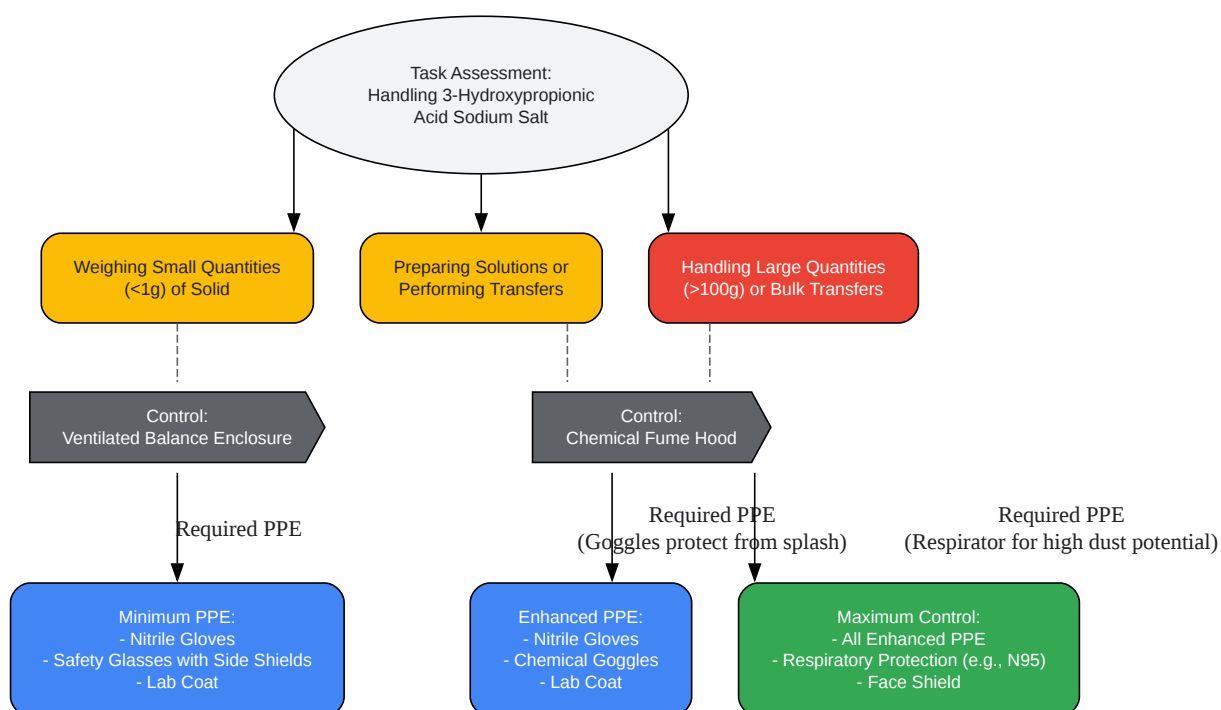 Task Assessment:
Handling 3-Hydroxypropionic
Acid Sodium Salt
Weighing Small Quantities
(<1g) of Solid
Preparing Solutions or
Performing Transfers
Handling Large Quantities
(>100g) or Bulk Transfers
Control:
Ventilated Balance Enclosure
Control:
Chemical Fume Hood
Required PPE
Required PPE
(Goggles protect from splash)
Required PPE
(Respirator for high dust potential)
Minimum PPE:
- Nitrile Gloves
- Safety Glasses with Side Shields
- Lab Coat
Enhanced PPE:
- Nitrile Gloves
- Chemical Goggles
- Lab Coat
Maximum Control:
- All Enhanced PPE
- Respiratory Protection (e.g., N95)
- Face Shield